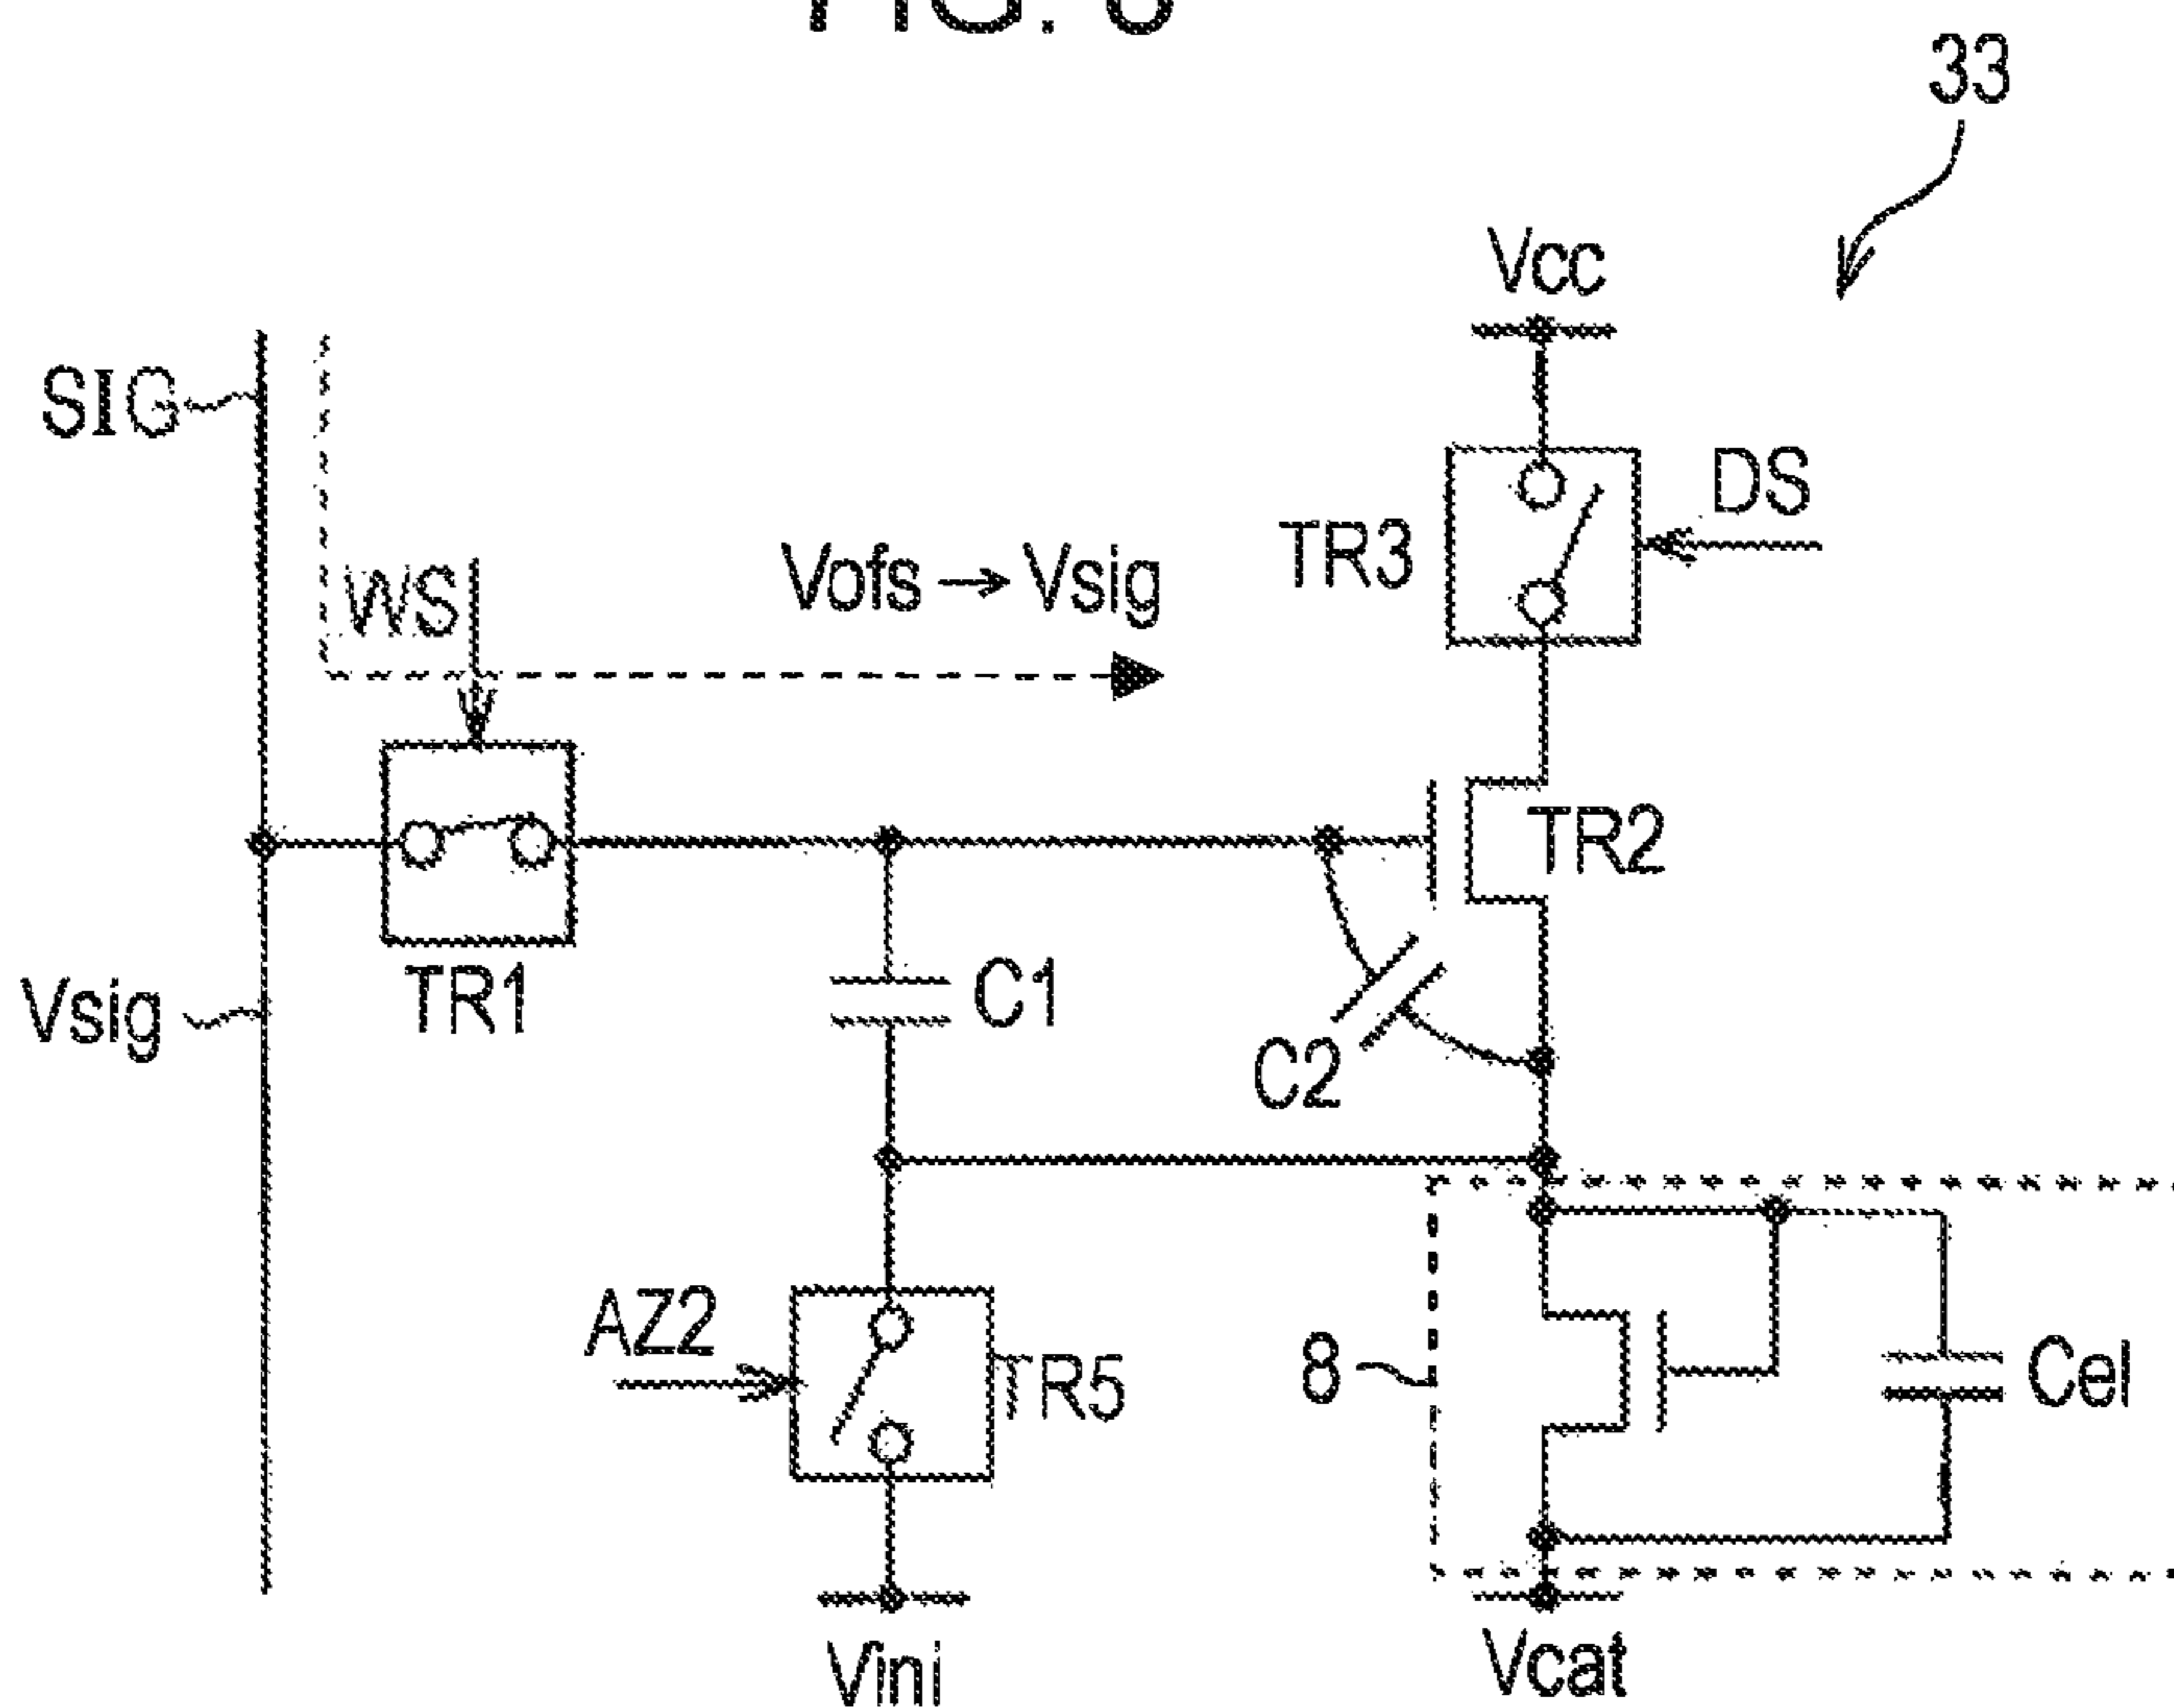 FIG.
33
Vcc
SIG
DS
TR3
WS
Vofs → Vsig
TR2
TR1
C1
Vsig
C2
AZ2
TR5
8
Cel
Vini
Vcat